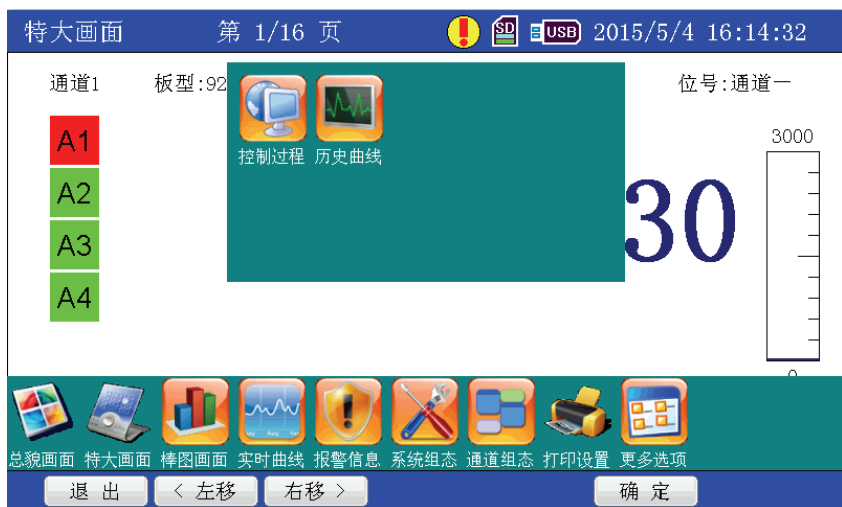 特大画面 第 1/16 页 SD USB 2015/5/4 16:14:32
通道1 板型:92 位号:通道一
A1
A2
A3
A4
控制过程 历史曲线
30
3000
总貌画面 特大画面 棒图画面 实时曲线 报警信息 系统组态 通道组态 打印设置 更多选项
退 出 < 左移 右移 > 确 定